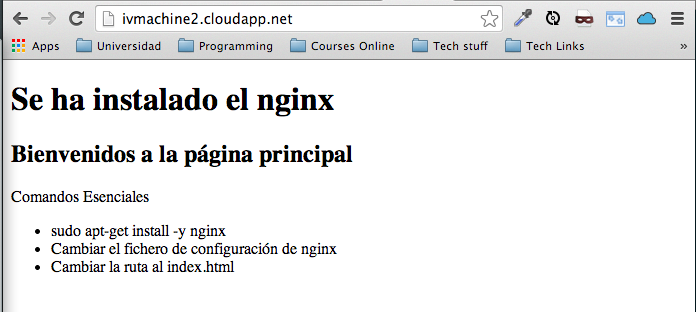 ivmachine2.cloudapp.net
Apps Universidad Programming Courses Online Tech stuff Tech Links »
Se ha instalado el nginx
Bienvenidos a la página principal
Comandos Esenciales
• sudo apt-get install -y nginx
• Cambiar el fichero de configuración de nginx
• Cambiar la ruta al index.html